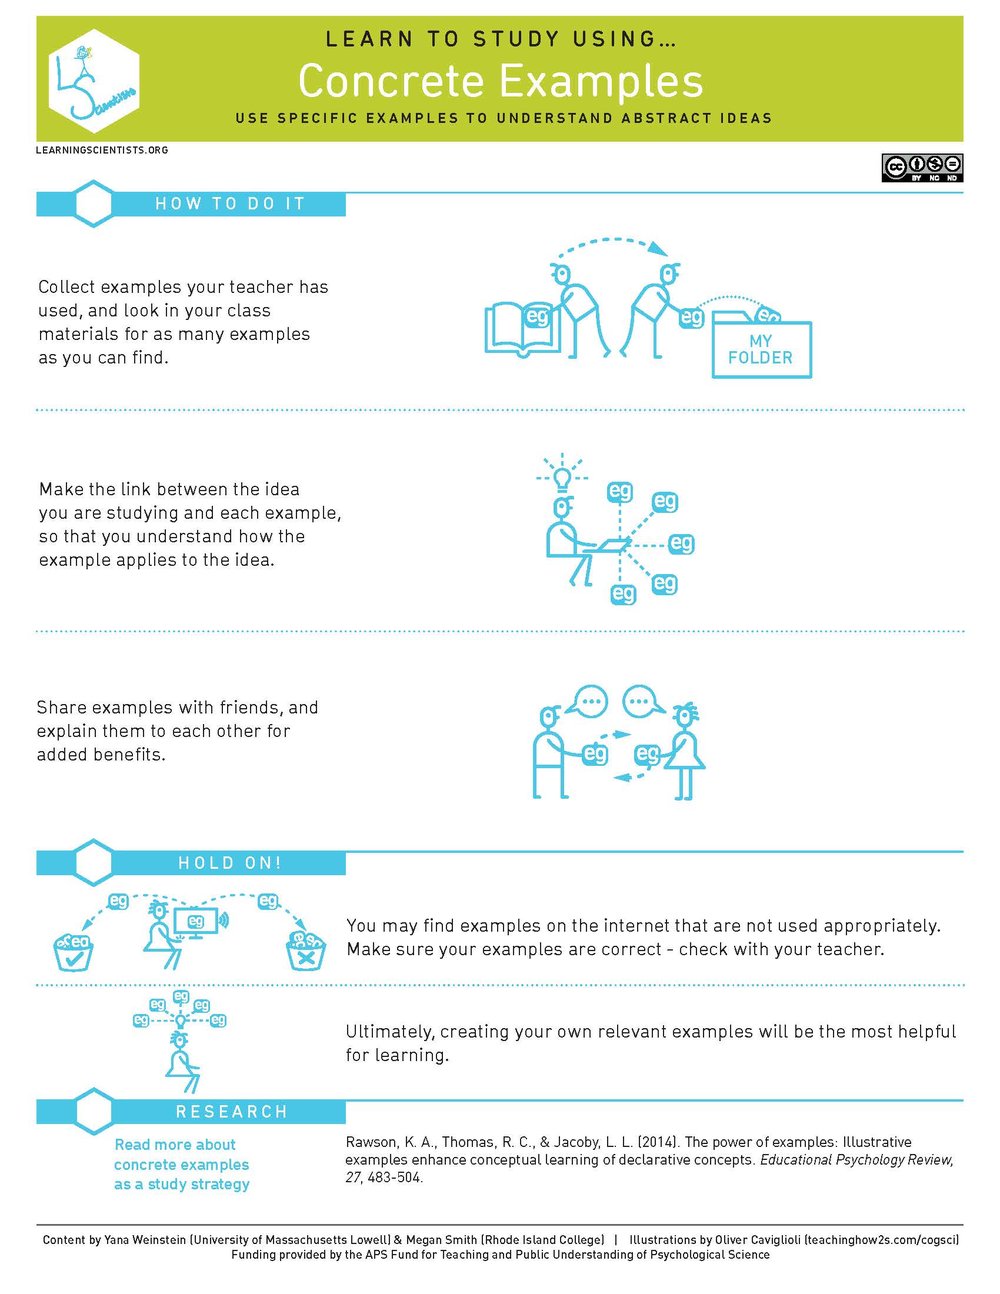 LEARN TO STUDY USING...
Concrete Examples
USE SPECIFIC EXAMPLES TO UNDERSTAND ABSTRACT IDEAS
LS cientists
LEARNINGSCIENTISTS.ORG
cc
BY NC ND
HOW TO DO IT
Collect examples your teacher has
used, and look in your class
materials for as many examples
as you can find.
eg
eg
eg
MY
FOLDER
Make the link between the idea
you are studying and each example,
so that you understand how the
example applies to the idea.
eg
eg
eg
eg
eg
Share examples with friends, and
explain them to each other for
added benefits.
...
...
eg
eg
HOLD ON!
eg
eg
eg
You may find examples on the internet that are not used appropriately.
Make sure your examples are correct - check with your teacher.
eg
eg
eg
eg
eg
Ultimately, creating your own relevant examples will be the most helpful
for learning.
RESEARCH
Read more about
concrete examples
as a study strategy
Rawson, K. A., Thomas, R. C., & Jacoby, L. L. (2014). The power of examples: Illustrative
examples enhance conceptual learning of declarative concepts. Educational Psychology Review,
27, 483-504.
Content by Yana Weinstein (University of Massachusetts Lowell) & Megan Smith (Rhode Island College) | Illustrations by Oliver Caviglioli (teachinghow2s.com/cogsci)
Funding provided by the APS Fund for Teaching and Public Understanding of Psychological Science